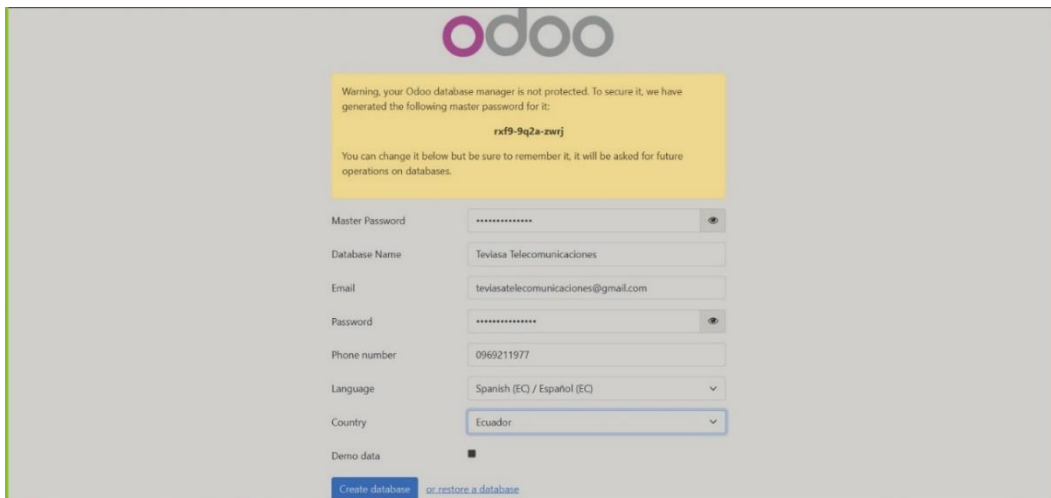 odoo
Warning, your Odoo database manager is not protected. To secure it, we have
generated the following master password for it:
rxf9-9q2a-zwrj
You can change it below but be sure to remember it, it will be asked for future
operations on databases.
Master Password ••••••••••••••
Database Name Teviasa Telecomunicaciones
Email teviasatelecomunicaciones@gmail.com
Password •••••••••••••••
Phone number 0969211977
Language Spanish (EC) / Español (EC)
Country Ecuador
Demo data
Create database or restore a database